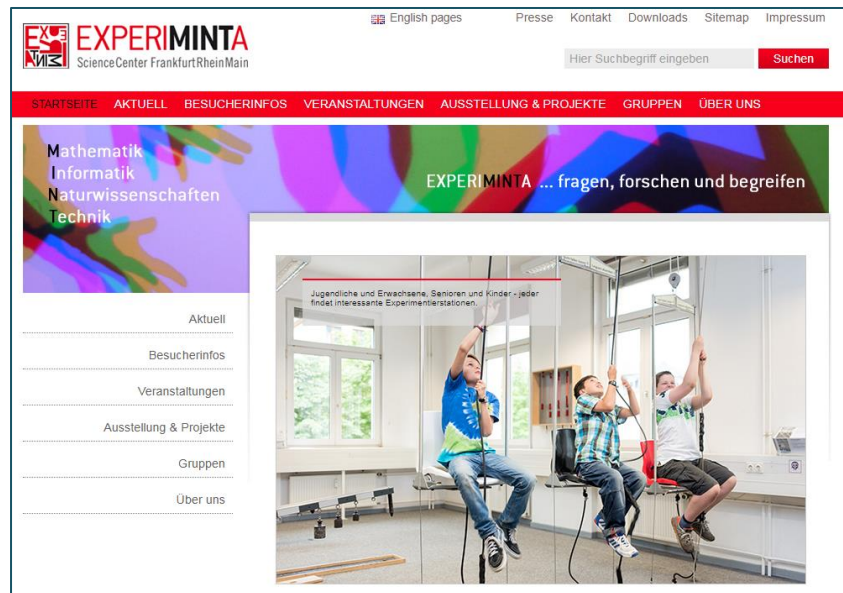 English pages
Presse Kontakt Downloads Sitemap Impressum
EXPERIMINTA
ScienceCenter FrankfurtRheinMain
Hier Suchbegriff eingeben
Suchen
STARTSEITE AKTUELL BESUCHERINFOS VERANSTALTUNGEN AUSSTELLUNG & PROJEKTE GRUPPEN ÜBER UNS
Mathematik
Informatik
Naturwissenschaften
Technik
EXPERIMINTA ... fragen, forschen und begreifen
Jugendliche und Erwachsene, Senioren und Kinder - jeder
findet interessante Experimentierstationen.
Aktuell
Besucherinfos
Veranstaltungen
Ausstellung & Projekte
Gruppen
Über uns